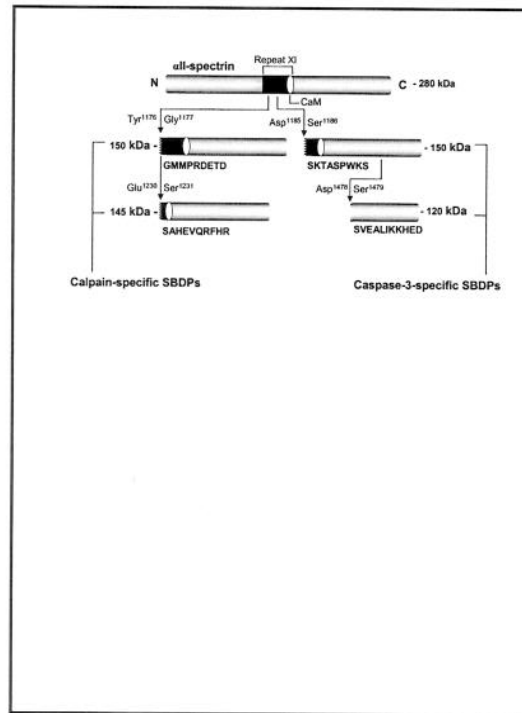 αII-spectrin
Repeat XI
N
C - 280 kDa
CaM
Tyr¹¹⁷⁶ Gly¹¹⁷⁷
Asp¹¹⁸⁵ Ser¹¹⁸⁶
150 kDa -
- 150 kDa
GMMPRDETD
SKTASPWKS
Glu¹²³⁰ Ser¹²³¹
Asp¹⁴⁷⁸ Ser¹⁴⁷⁹
145 kDa -
- 120 kDa
SAHEVQRFHR
SVEALIKKHED
Calpain-specific SBDPs
Caspase-3-specific SBDPs